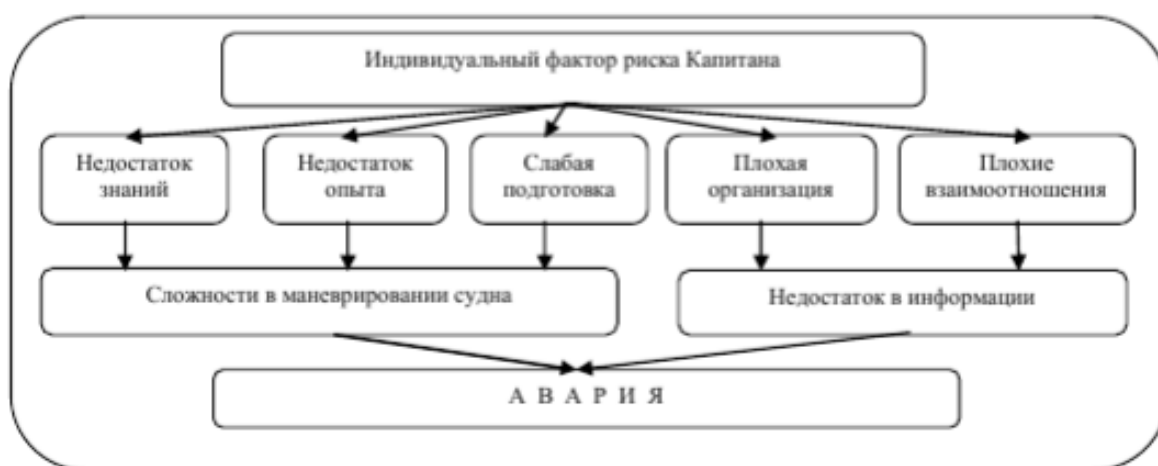 Индивидуальный фактор риска Капитана
Недостаток
знаний
Недостаток
опыта
Слабая
подготовка
Плохая
организация
Плохие
взаимоотношения
Сложности в маневрировании судна
Недостаток в информации
А В А Р И Я